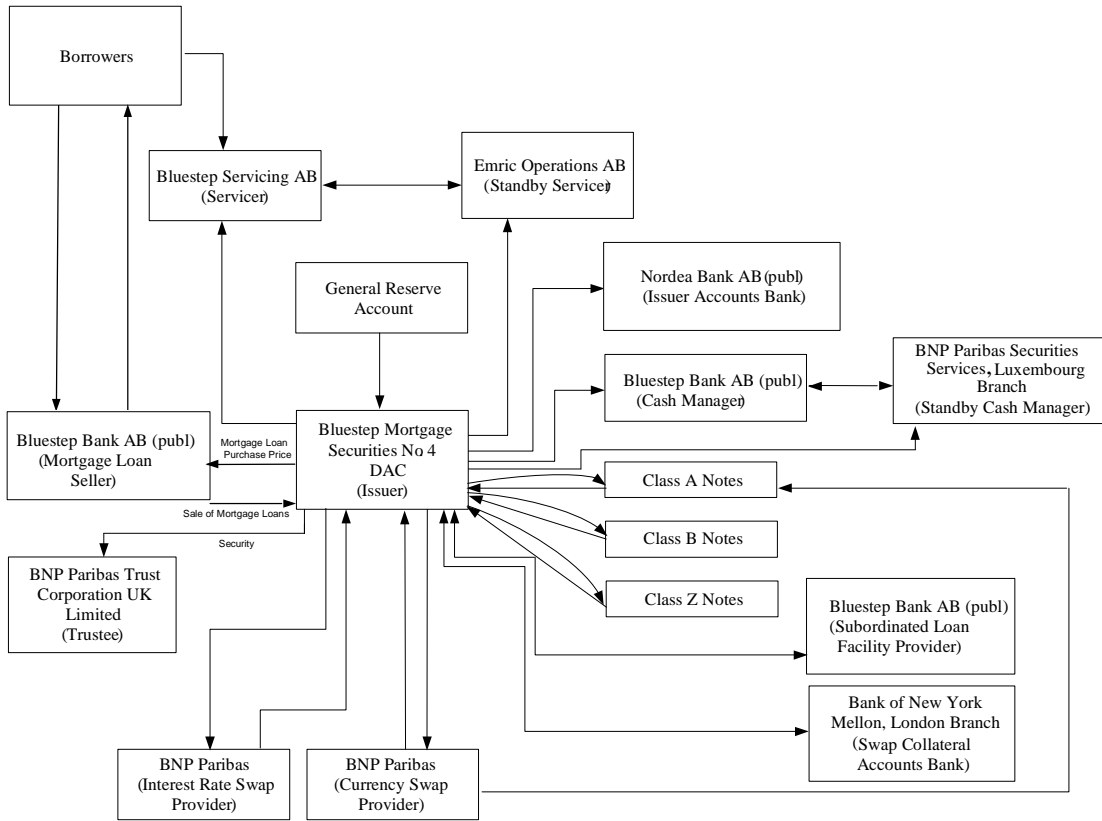 Borrowers
Bluestep Servicing AB
(Servicer)
Emric Operations AB
(Standby Servicer)
General Reserve
Account
Nordea Bank AB (publ)
(Issuer Accounts Bank)
Bluestep Bank AB (publ)
(Cash Manager)
BNP Paribas Securities
Services, Luxembourg
Branch
(Standby Cash Manager)
Bluestep Bank AB (publ)
(Mortgage Loan
Seller)
Mortgage Loan
Purchase Price
Bluestep Mortgage
Securities No. 4
DAC
(Issuer)
Sale of Mortgage Loans
Security
Class A Notes
Class B Notes
Class Z Notes
BNP Paribas Trust
Corporation UK
Limited
(Trustee)
Bluestep Bank AB (publ)
(Subordinated Loan
Facility Provider)
Bank of New York
Mellon, London Branch
(Swap Collateral
Accounts Bank)
BNP Paribas
(Interest Rate Swap
Provider)
BNP Paribas
(Currency Swap
Provider)